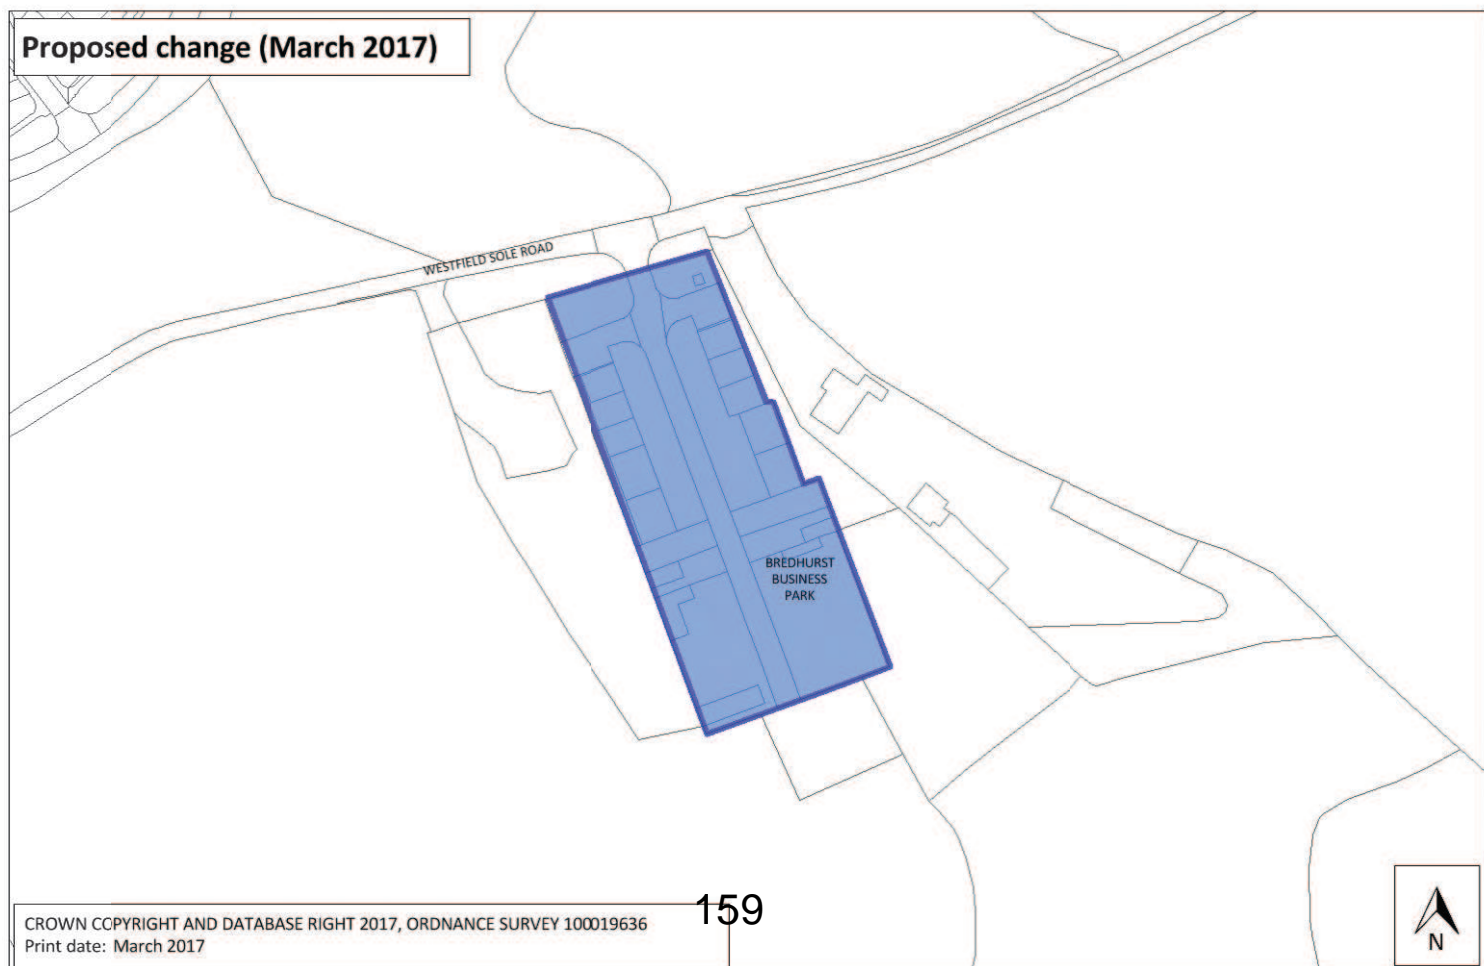 Proposed change (March 2017)
WESTFIELD SOLE ROAD
BREDHURST
BUSINESS
PARK
159
CROWN COPYRIGHT AND DATABASE RIGHT 2017, ORDNANCE SURVEY 100019636
Print date: March 2017
N